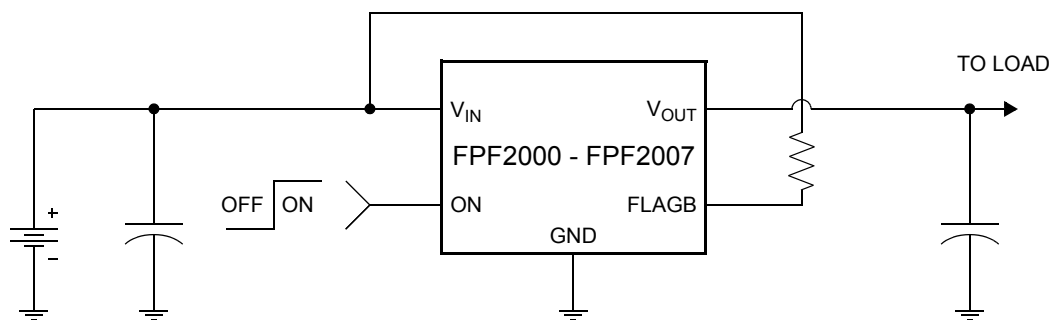 TO LOAD
V_IN
V_OUT
FPF2000 - FPF2007
OFF
ON
ON
FLAGB
GND
+
–